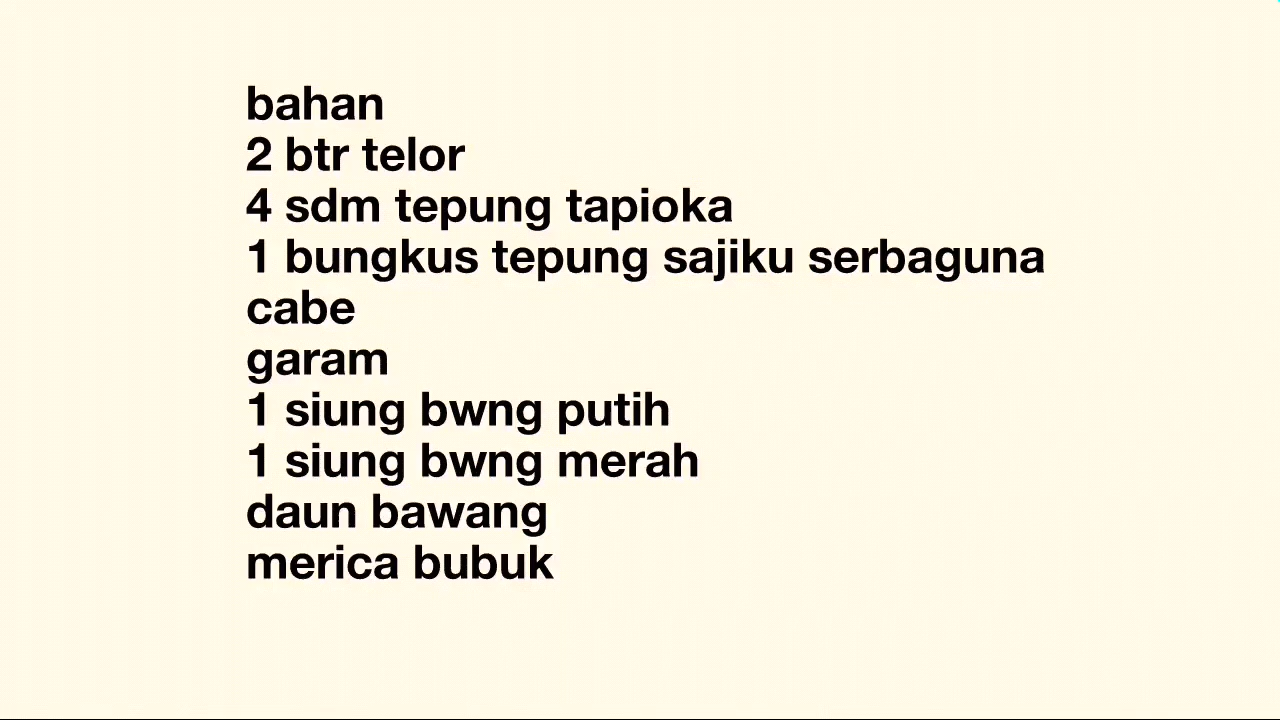 bahan
2 btr telor
4 sdm tepung tapioka
1 bungkus tepung sajiku serbaguna
cabe
garam
1 siung bwng putih
1 siung bwng merah
daun bawang
merica bubuk